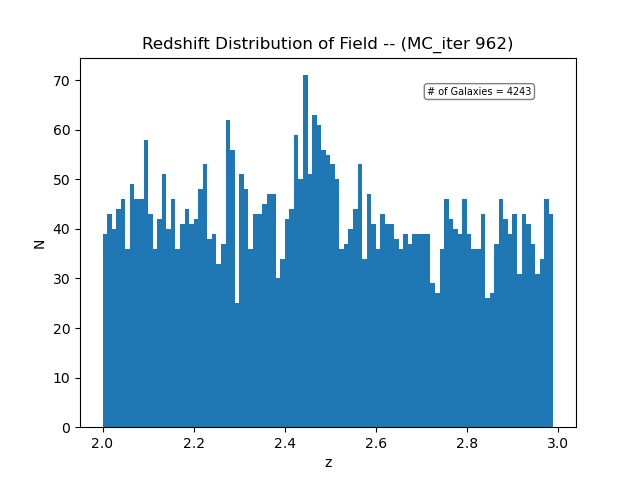 Redshift Distribution of Field -- (MC_iter 962)
# of Galaxies = 4243
70
60
50
40
30
20
10
0
N
2.0 2.2 2.4 2.6 2.8 3.0
z